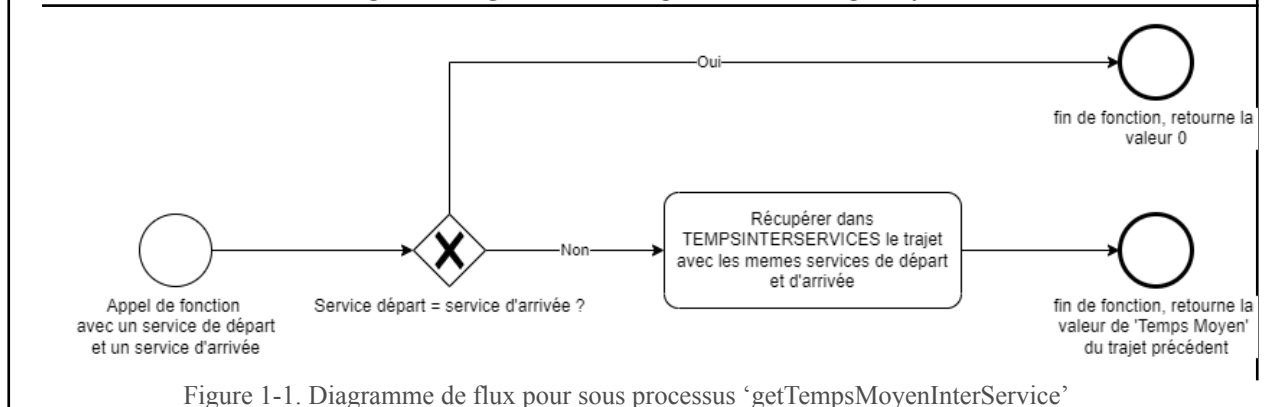 Oui
fin de fonction, retourne la
valeur 0
Récupérer dans
TEMPSINTERSERVICES le trajet
avec les memes services de départ
et d'arrivée
Non
Appel de fonction
avec un service de départ
et un service d'arrivée
Service départ = service d'arrivée ?
fin de fonction, retourne la
valeur de 'Temps Moyen'
du trajet précédent
Figure 1-1. Diagramme de flux pour sous processus ‘getTempsMoyenInterService’